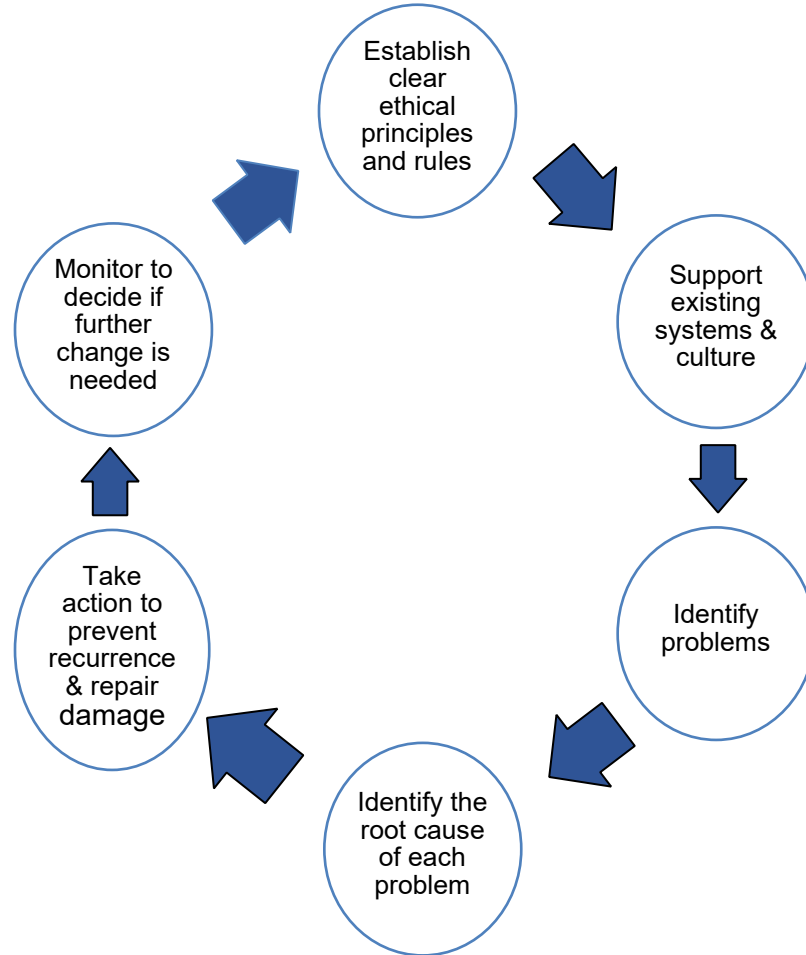 Establish
clear
ethical
principles
and rules
Support
existing
systems &
culture
Identify
problems
Identify the
root cause
of each
problem
Take
action to
prevent
recurrence
& repair
damage
Monitor to
decide if
further
change is
needed